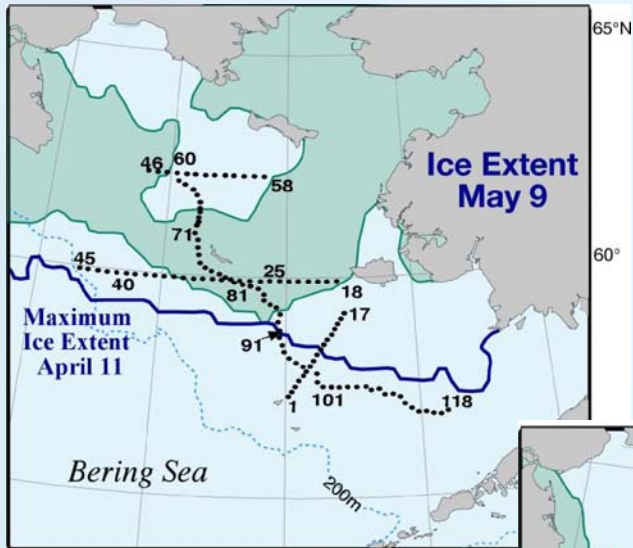 65°N
46
60
58
Ice Extent
May 9
71
60°
45
40
25
81
18
17
Maximum
Ice Extent
April 11
91
1
101
118
Bering Sea
200m